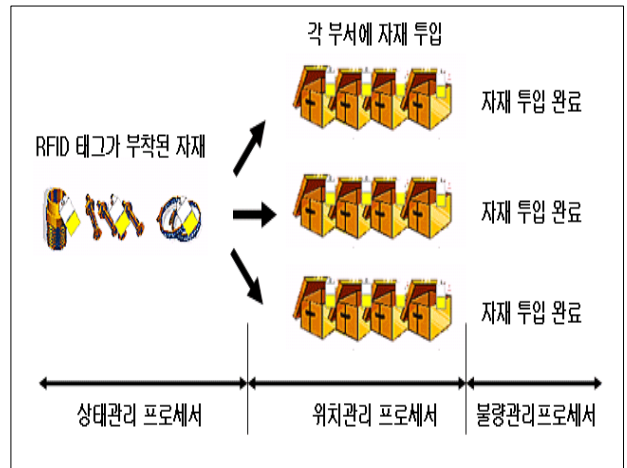 각 부서에 자재 투입
RFID 태그가 부착된 자재
자재 투입 완료
자재 투입 완료
자재 투입 완료
상태관리 프로세서
위치관리 프로세서
불량관리프로세서